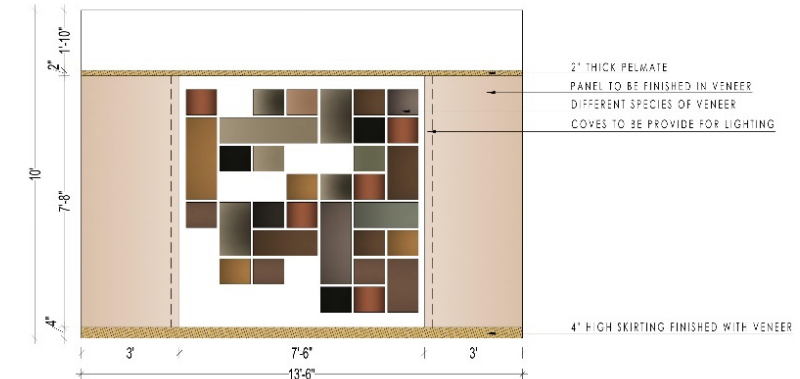 1'-10"
2"
10'
7'-8"
4"
2" THICK PELMATE
PANEL TO BE FINISHED IN VENEER
DIFFERENT SPECIES OF VENEER
COVES TO BE PROVIDE FOR LIGHTING
4" HIGH SKIRTING FINISHED WITH VENEER
3'
7'-6"
3'
13'-6"